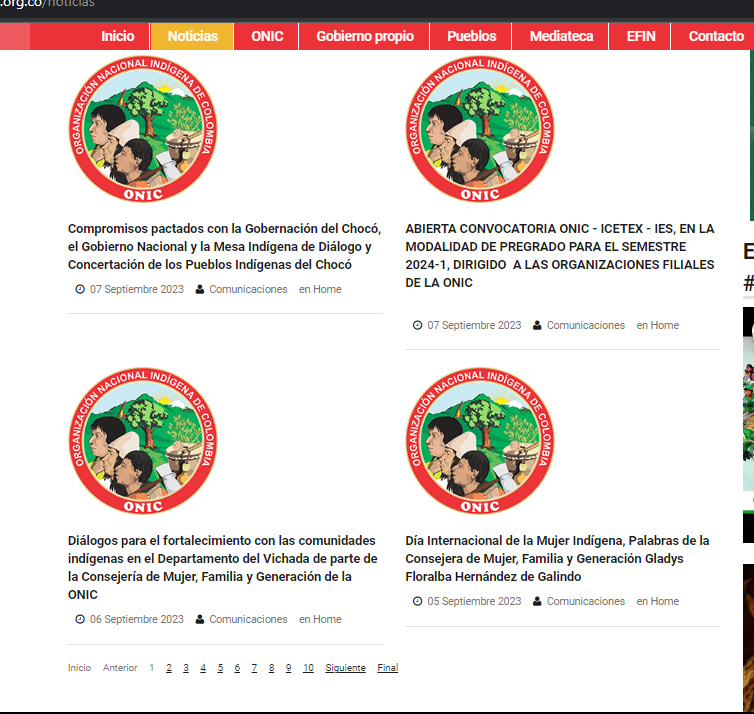 .org.co/noticias
Inicio Noticias ONIC Gobierno propio Pueblos Mediateca EFIN Contacto
ORGANIZACIÓN NACIONAL INDÍGENA DE COLOMBIA
ONIC
Compromisos pactados con la Gobernación del Chocó,
el Gobierno Nacional y la Mesa Indígena de Diálogo y
Concertación de los Pueblos Indígenas del Chocó
07 Septiembre 2023 Comunicaciones en Home
ORGANIZACIÓN NACIONAL INDÍGENA DE COLOMBIA
ONIC
ABIERTA CONVOCATORIA ONIC - ICETEX - IES, EN LA
MODALIDAD DE PREGRADO PARA EL SEMESTRE
2024-1, DIRIGIDO A LAS ORGANIZACIONES FILIALES
DE LA ONIC
07 Septiembre 2023 Comunicaciones en Home
ORGANIZACIÓN NACIONAL INDÍGENA DE COLOMBIA
ONIC
Diálogos para el fortalecimiento con las comunidades
indígenas en el Departamento del Vichada de parte de
la Consejería de Mujer, Familia y Generación de la
ONIC
06 Septiembre 2023 Comunicaciones en Home
ORGANIZACIÓN NACIONAL INDÍGENA DE COLOMBIA
ONIC
Día Internacional de la Mujer Indígena, Palabras de la
Consejera de Mujer, Familia y Generación Gladys
Floralba Hernández de Galindo
05 Septiembre 2023 Comunicaciones en Home
Inicio Anterior 1 2 3 4 5 6 7 8 9 10 Siguiente Final
E
#